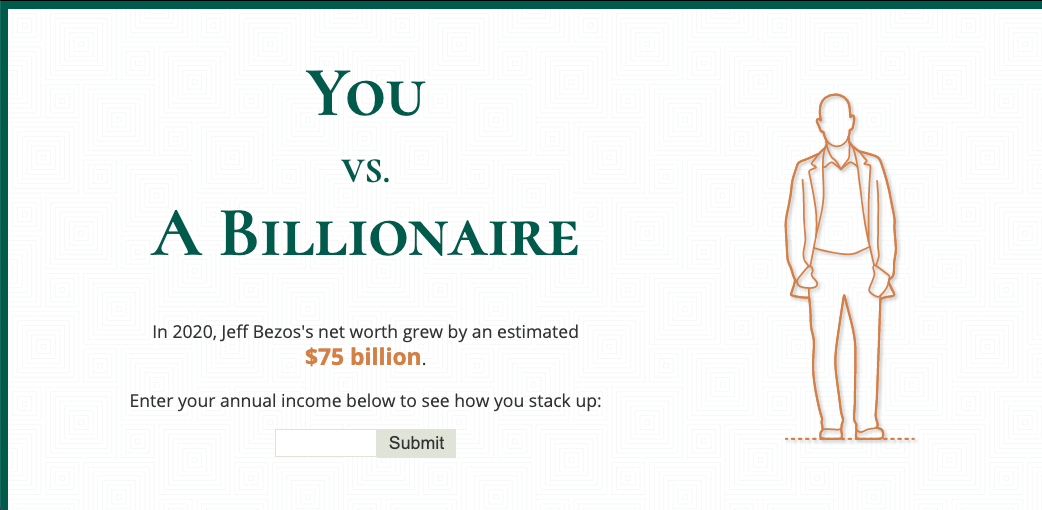 You
vs.
A Billionaire
In 2020, Jeff Bezos's net worth grew by an estimated
$75 billion.
Enter your annual income below to see how you stack up:
Submit